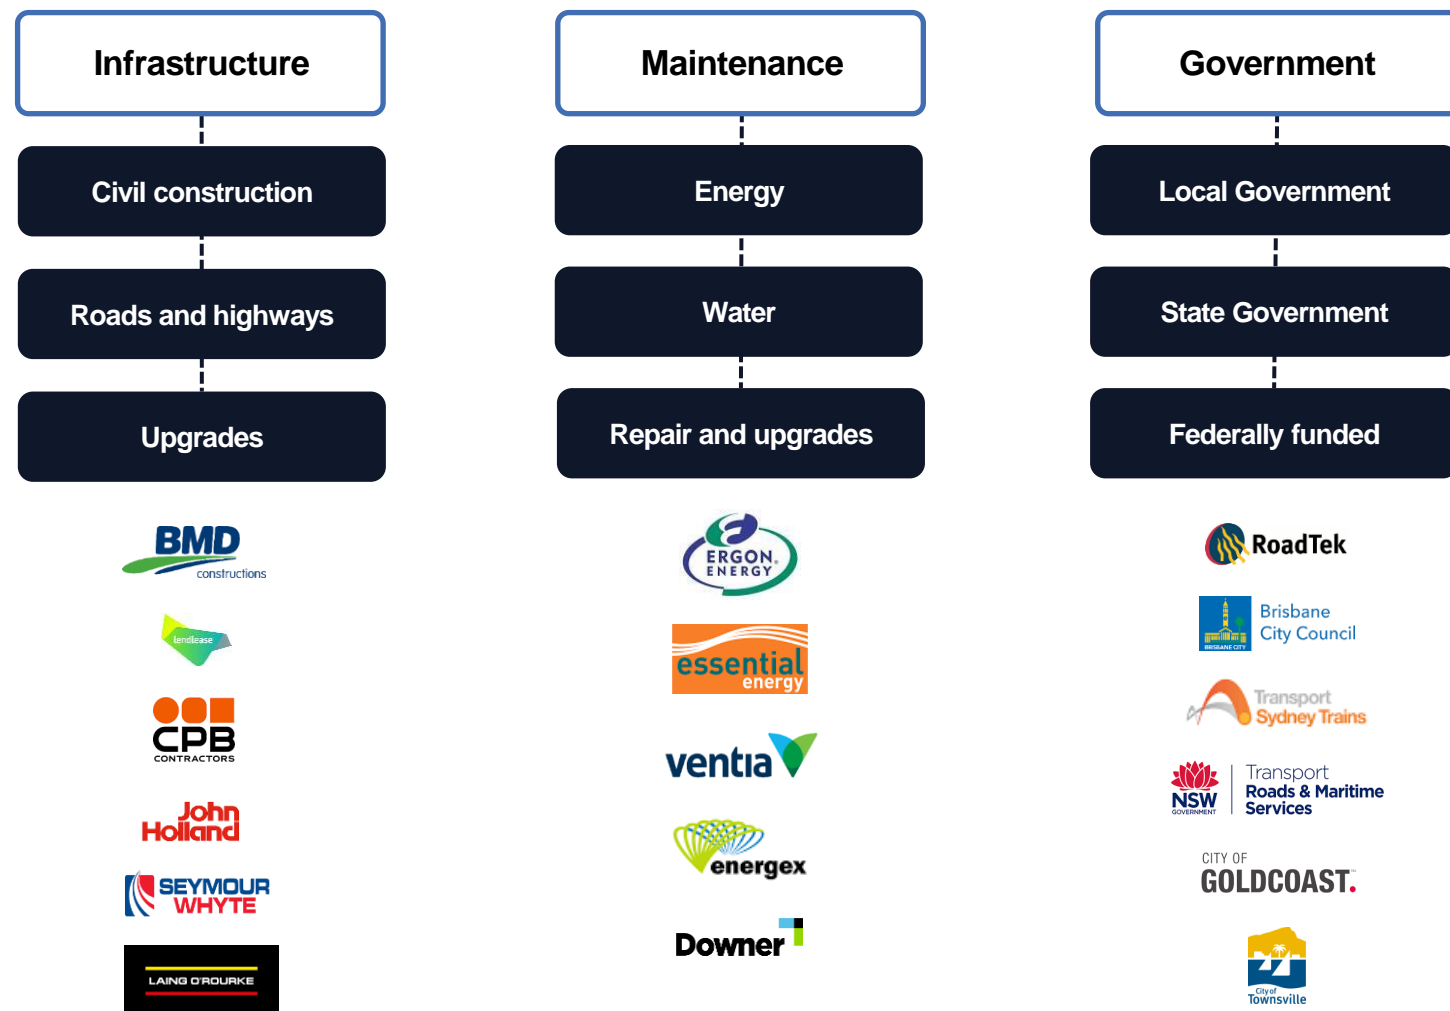 Infrastructure
Civil construction
Roads and highways
Upgrades
BMD
constructions
lendlease
CPB
CONTRACTORS
John
Holland
SEYMOUR
WHYTE
LAING O'ROURKE
Maintenance
Energy
Water
Repair and upgrades
ERGON
ENERGY
essential
energy
ventia
energex
Downer
Government
Local Government
State Government
Federally funded
RoadTek
BRISBANE CITY
Brisbane
City Council
Transport
Sydney Trains
NSW
GOVERNMENT
Transport
Roads & Maritime
Services
CITY OF
GOLDCOAST.
City of
Townsville